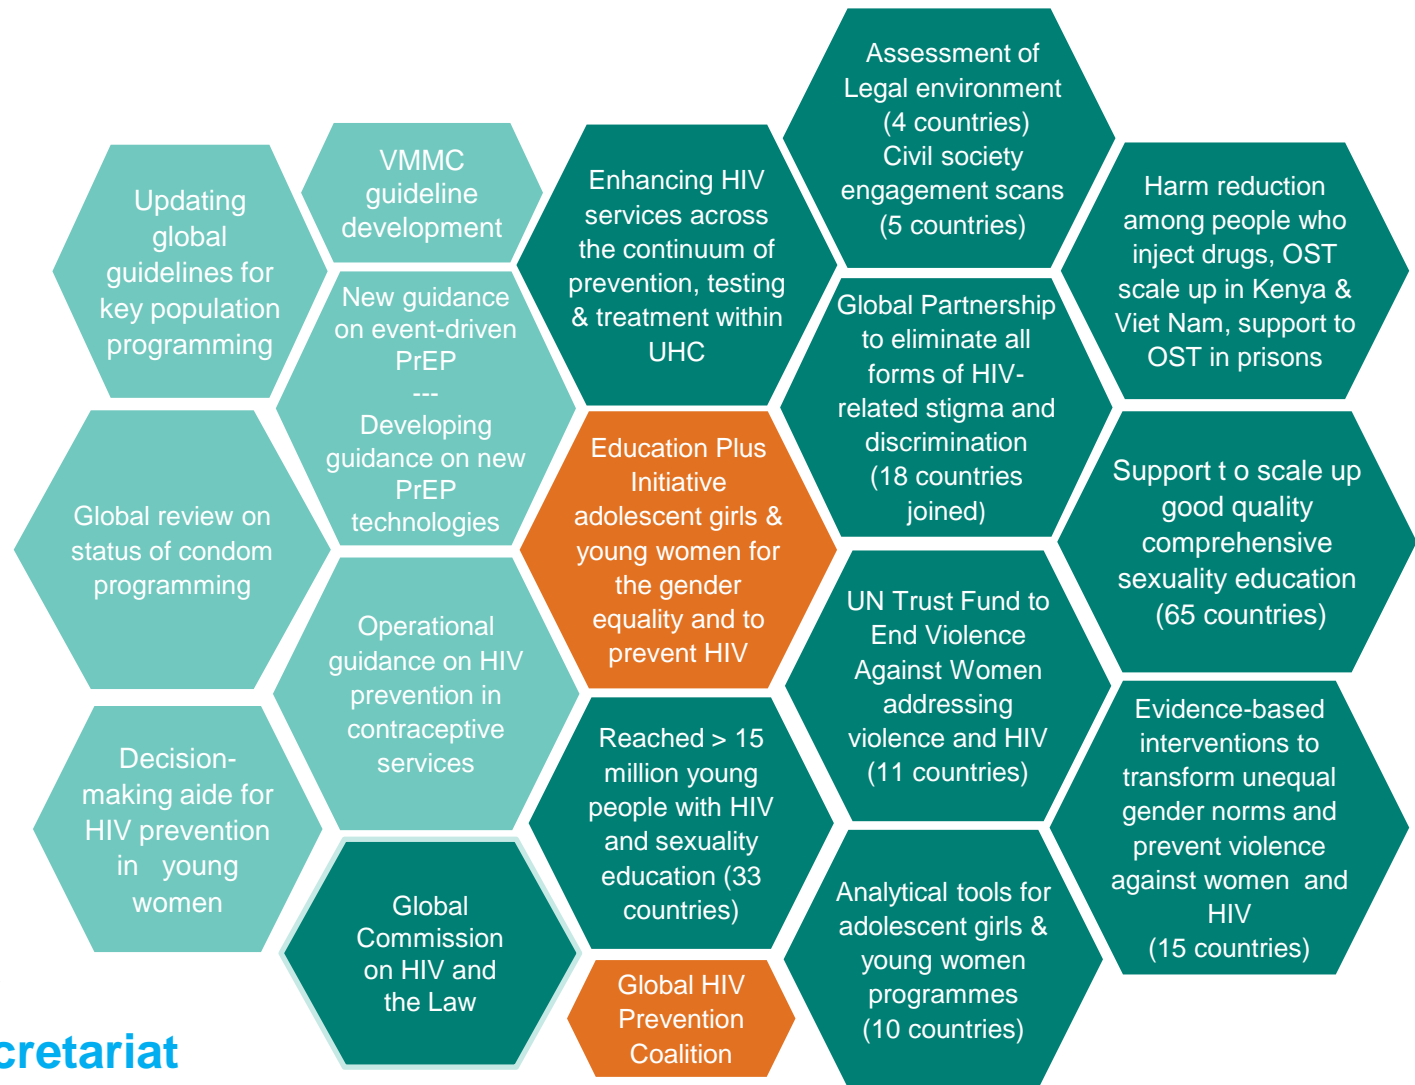 Updating
global
guidelines for
key population
programming
VMMC
guideline
development
Enhancing HIV
services across
the continuum of
prevention, testing
& treatment within
UHC
Assessment of
Legal environment
(4 countries)
Civil society
engagement scans
(5 countries)
Harm reduction
among people who
inject drugs, OST
scale up in Kenya &
Viet Nam, support to
OST in prisons
New guidance
on event-driven
PrEP
---
Developing
guidance on new
PrEP
technologies
Global Partnership
to eliminate all
forms of HIV-
related stigma and
discrimination
(18 countries
joined)
Global review on
status of condom
programming
Education Plus
Initiative
adolescent girls &
young women for
the gender
equality and to
prevent HIV
Support t o scale up
good quality
comprehensive
sexuality education
(65 countries)
Operational
guidance on HIV
prevention in
contraceptive
services
UN Trust Fund to
End Violence
Against Women
addressing
violence and HIV
(11 countries)
Decision-
making aide for
HIV prevention
in young
women
Reached > 15
million young
people with HIV
and sexuality
education (33
countries)
Evidence-based
interventions to
transform unequal
gender norms and
prevent violence
against women and
HIV
(15 countries)
Global
Commission
on HIV and
the Law
Analytical tools for
adolescent girls &
young women
programmes
(10 countries)
Global HIV
Prevention
Coalition
cretariat